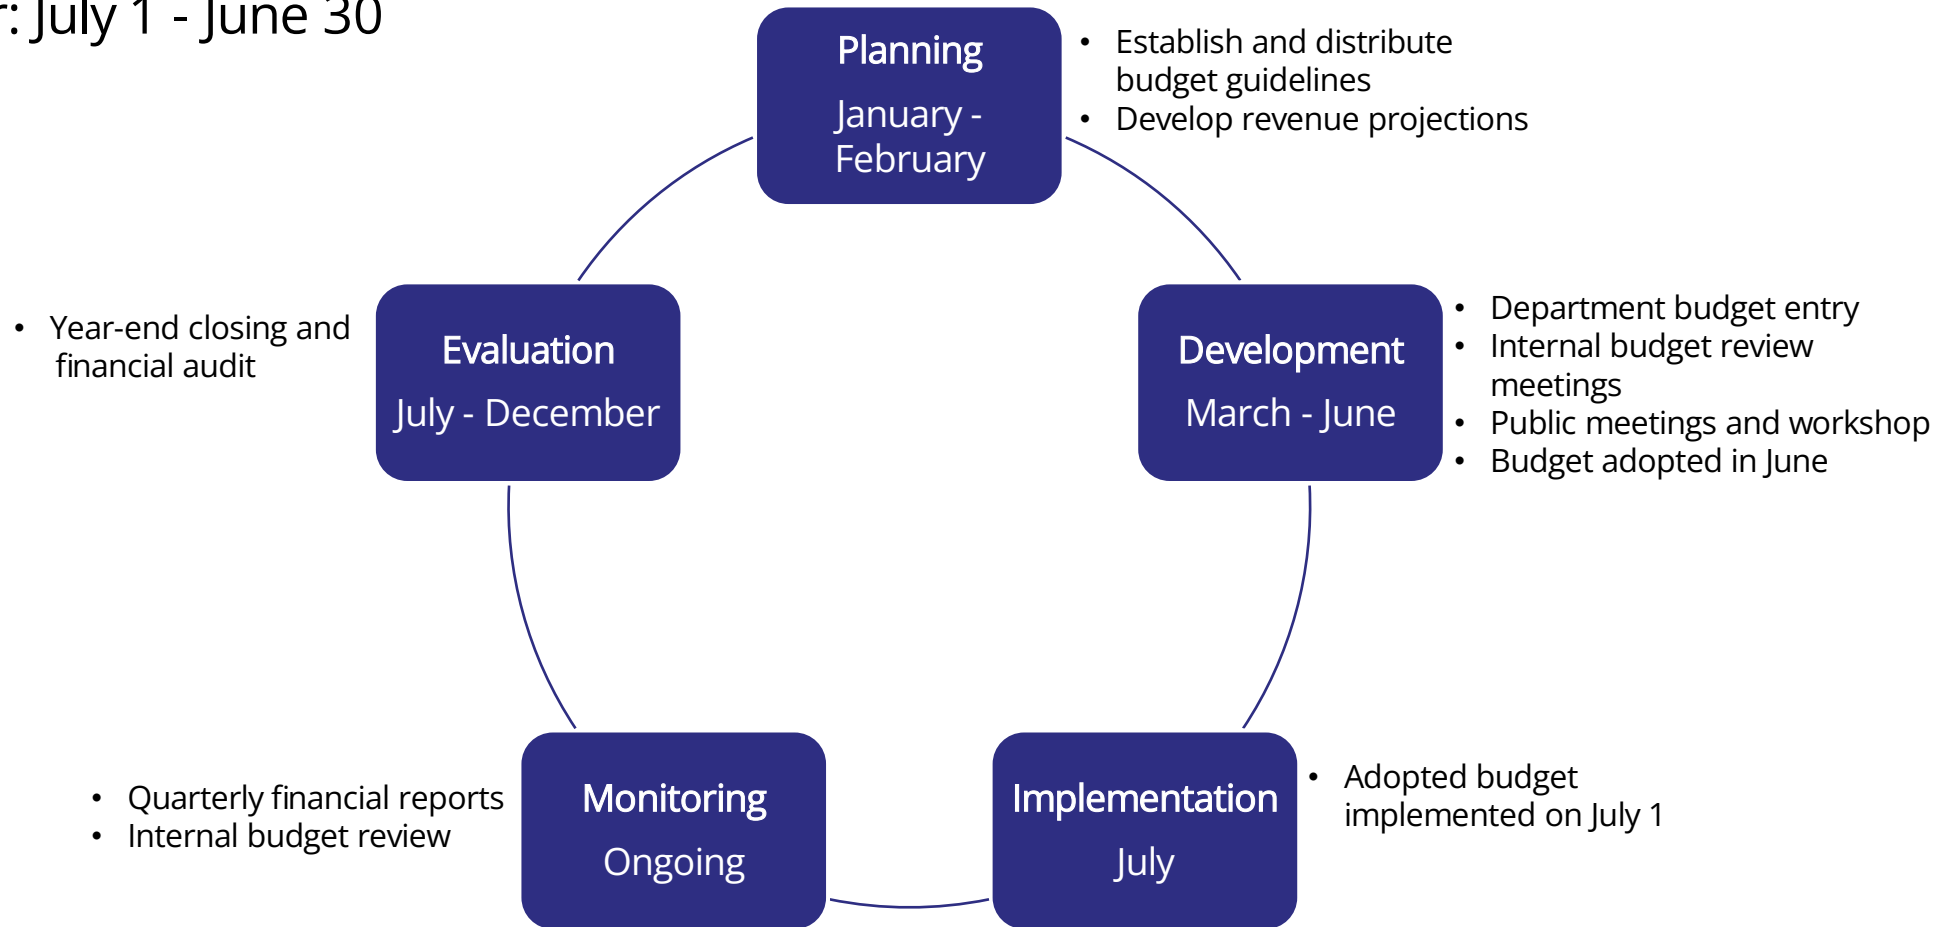 r: July 1 - June 30
Planning
January -
February
• Establish and distribute
budget guidelines
• Develop revenue projections
Development
March - June
• Department budget entry
• Internal budget review
meetings
• Public meetings and workshop
• Budget adopted in June
Implementation
July
• Adopted budget
implemented on July 1
Monitoring
Ongoing
• Quarterly financial reports
• Internal budget review
Evaluation
July - December
• Year-end closing and
financial audit